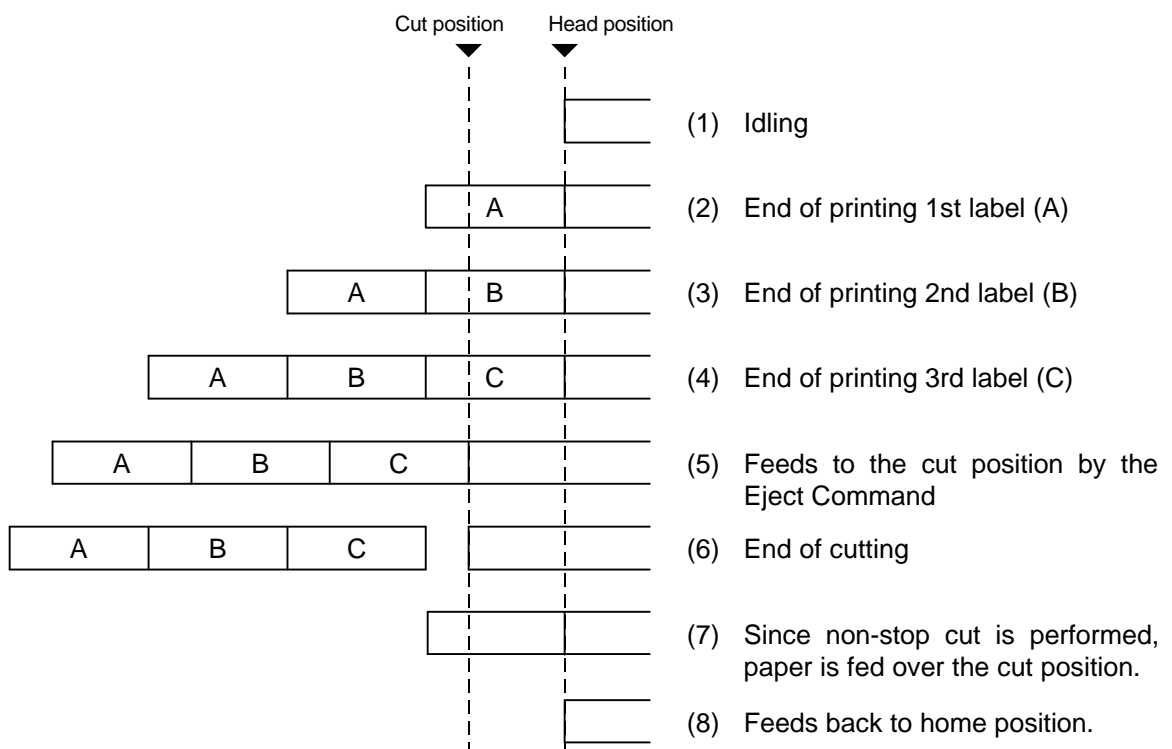 Cut position Head position
(1) Idling
A (2) End of printing 1st label (A)
A B (3) End of printing 2nd label (B)
A B C (4) End of printing 3rd label (C)
A B C (5) Feeds to the cut position by the
Eject Command
A B C (6) End of cutting
(7) Since non-stop cut is performed,
paper is fed over the cut position.
(8) Feeds back to home position.